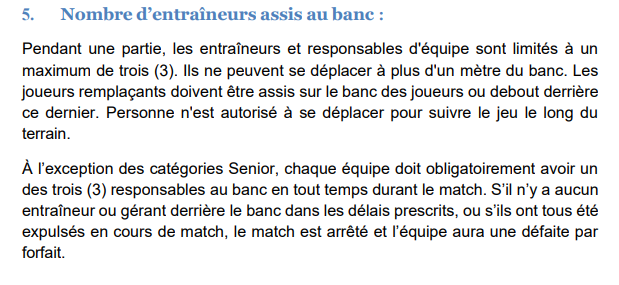 5. Nombre d’entraîneurs assis au banc :
Pendant une partie, les entraîneurs et responsables d'équipe sont limités à un
maximum de trois (3). Ils ne peuvent se déplacer à plus d'un mètre du banc. Les
joueurs remplaçants doivent être assis sur le banc des joueurs ou debout derrière
ce dernier. Personne n'est autorisé à se déplacer pour suivre le jeu le long du
terrain.
À l’exception des catégories Senior, chaque équipe doit obligatoirement avoir un
des trois (3) responsables au banc en tout temps durant le match. S’il n’y a aucun
entraîneur ou gérant derrière le banc dans les délais prescrits, ou s’ils ont tous été
expulsés en cours de match, le match est arrêté et l’équipe aura une défaite par
forfait.